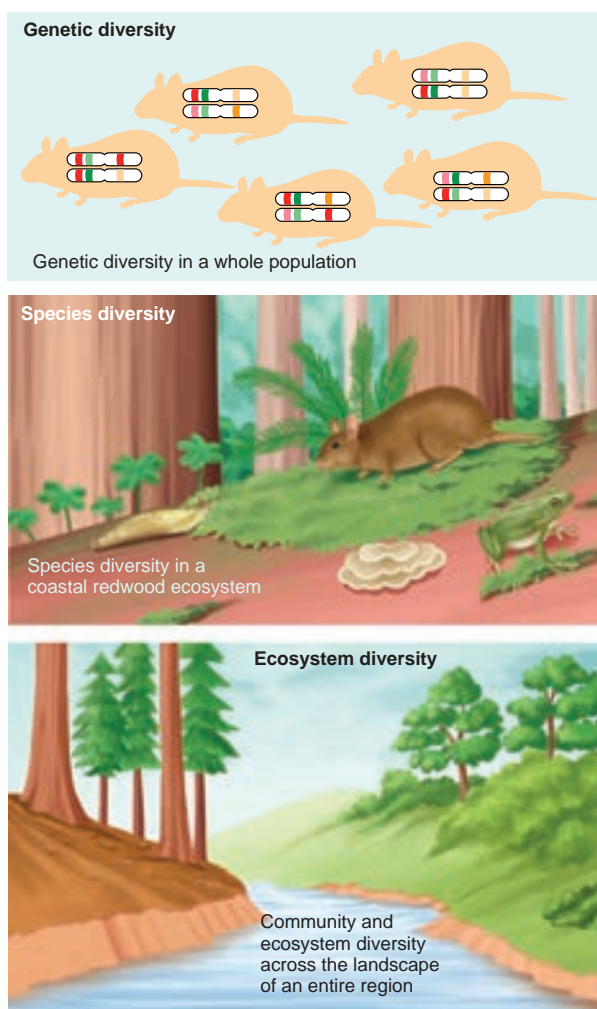 Genetic diversity
Genetic diversity in a whole population
Species diversity
Species diversity in a
coastal redwood ecosystem
Ecosystem diversity
Community and
ecosystem diversity
across the landscape
of an entire region